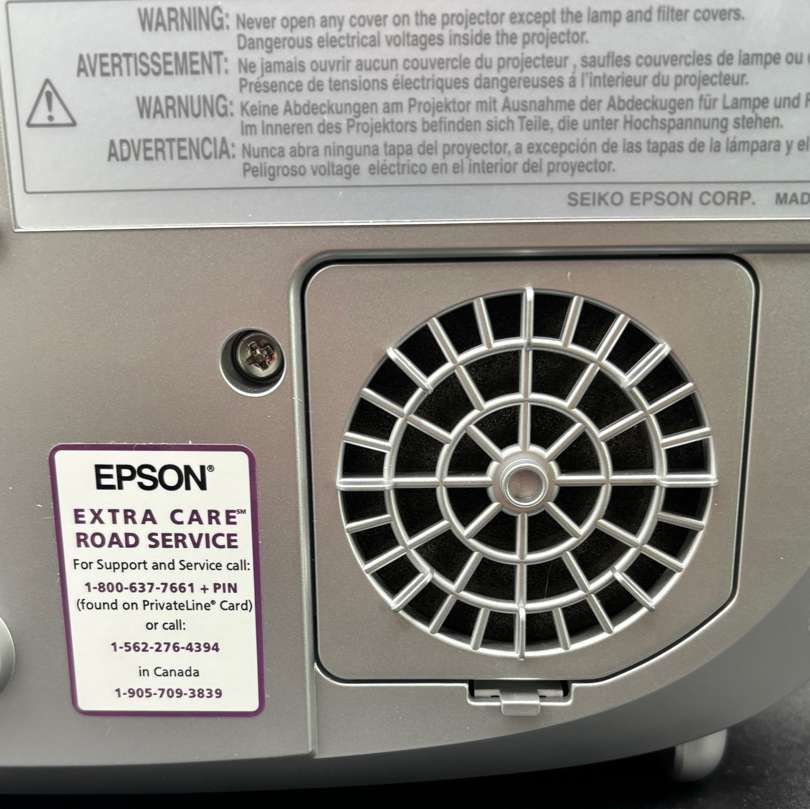 WARNING: Never open any cover on the projector except the lamp and filter covers.
Dangerous electrical voltages inside the projector.
AVERTISSEMENT: Ne jamais ouvrir aucun couvercle du projecteur , saufles couvercles de lampe ou
Présence de tensions électriques dangereuses á l'interieur du projecteur.
WARNUNG: Keine Abdeckungen am Projektor mit Ausnahme der Abdeckugen für Lampe und
Im Inneren des Projektors befinden sich Teile, die unter Hochspannung stehen.
ADVERTENCIA: Nunca abra ninguna tapa del proyector, a excepción de las tapas de la lámpara y el
Peligroso voltage eléctrico en el interior del proyector.
SEIKO EPSON CORP. MAD
EPSON®
EXTRA CARE℠
ROAD SERVICE
For Support and Service call:
1-800-637-7661 + PIN
(found on PrivateLine® Card)
or call:
1-562-276-4394
in Canada
1-905-709-3839